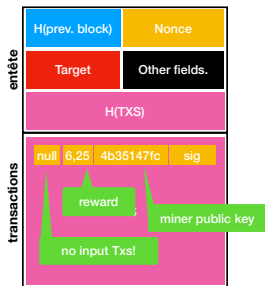 entête
H(prev. block) Nonce
Target Other fields.
H(TXS)
transactions
null 6,25 4b35147fc sig
reward
s
miner public key
no input Txs!